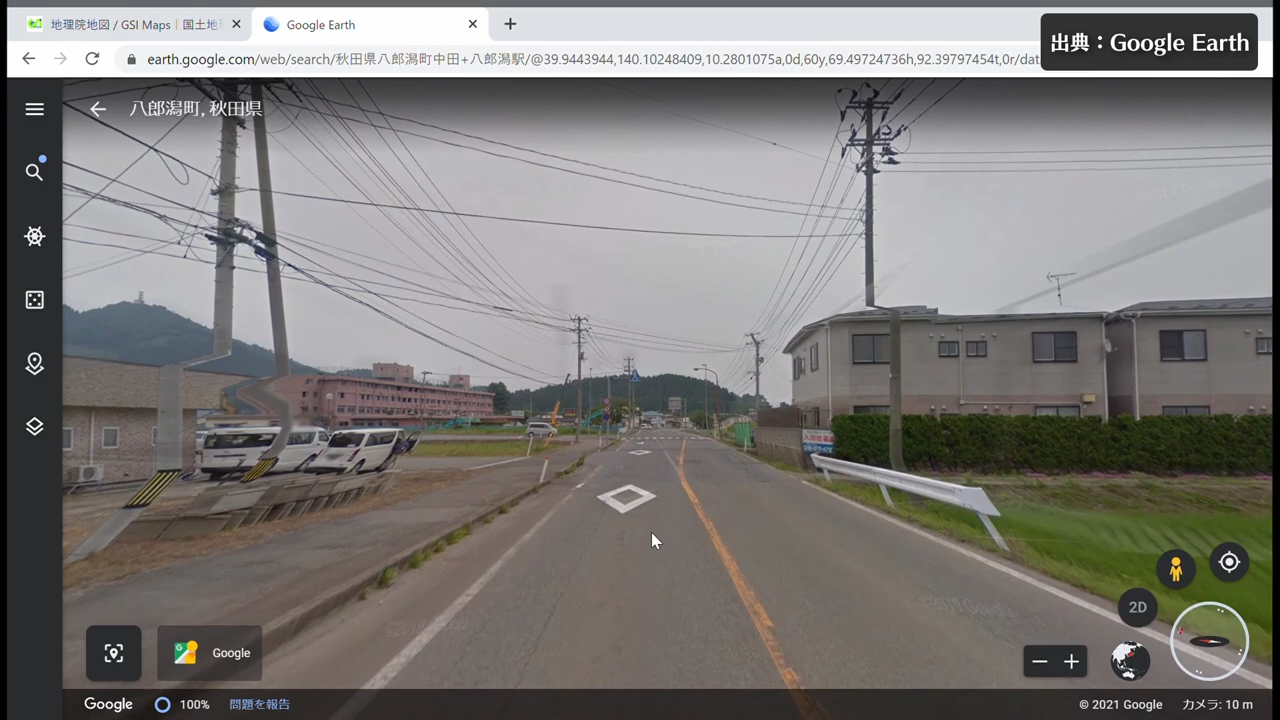 地理院地図 / GSI Maps | 国土地
Google Earth
earth.google.com/web/search/秋田県八郎潟町中田+八郎潟駅/@39.9443944,140.10248409,10.2801075a,0d,60y,69.49724736h,92.39797454t,0r/dat
出典：Google Earth
八郎潟町, 秋田県
2D
Google
Google
100%
問題を報告
© 2021 Google
カメラ: 10 m